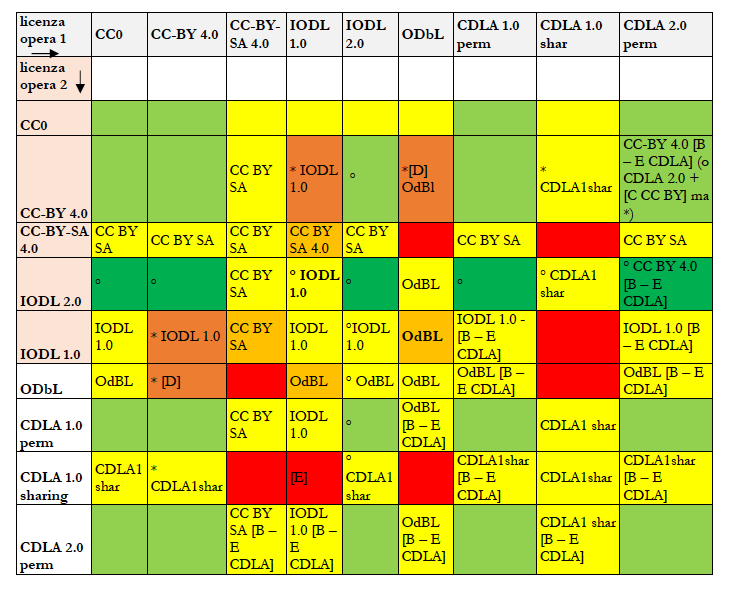 licenza opera 1 CC0 CC-BY 4.0 CC-BY-SA 4.0 IODL 1.0 IODL 2.0 ODbL CDLA 1.0 perm CDLA 1.0 shar CDLA 2.0 perm
licenza opera 2
CC0
CC-BY 4.0 CC BY SA * IODL 1.0 ° *[D] OdBl * CDLA1shar CC-BY 4.0 [B – E CDLA] (o CDLA 2.0 + [C CC BY] ma *)
CC-BY-SA 4.0 CC BY SA CC BY SA CC BY SA CC BY SA 4.0 CC BY SA CC BY SA CC BY SA
IODL 2.0 ° ° CC BY SA ° IODL 1.0 ° OdBL ° ° CDLA1 shar ° CC BY 4.0 [B – E CDLA]
IODL 1.0 IODL 1.0 * IODL 1.0 CC BY SA IODL 1.0 °IODL 1.0 OdBL IODL 1.0 - [B – E CDLA] IODL 1.0 [B – E CDLA]
ODbL OdBL * [D] OdBL ° OdBL OdBL OdBL [B – E CDLA] OdBL [B – E CDLA]
CDLA 1.0 perm CC BY SA IODL 1.0 ° OdBL [B – E CDLA] CDLA1 shar
CDLA 1.0 sharing CDLA1 shar * CDLA1shar [E] ° CDLA1 shar CDLA1shar [B – E CDLA] CDLA1shar CDLA1shar [B – E CDLA]
CDLA 2.0 perm CC BY SA [B – E CDLA] IODL 1.0 [B – E CDLA] OdBL [B – E CDLA] CDLA1 shar [B – E CDLA]